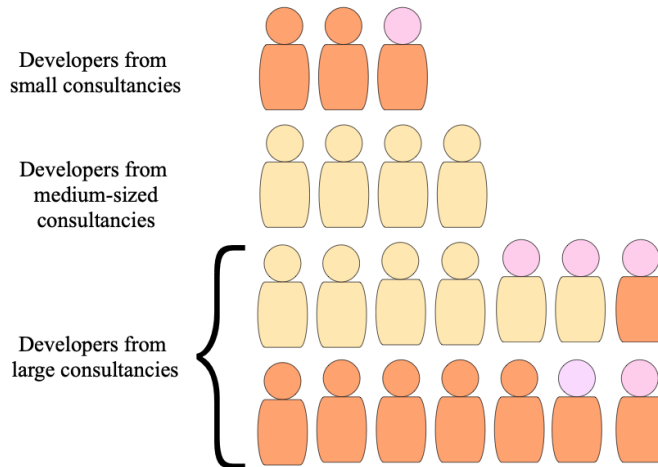 Developers from
small consultancies
Developers from
medium-sized
consultancies
Developers from
large consultancies